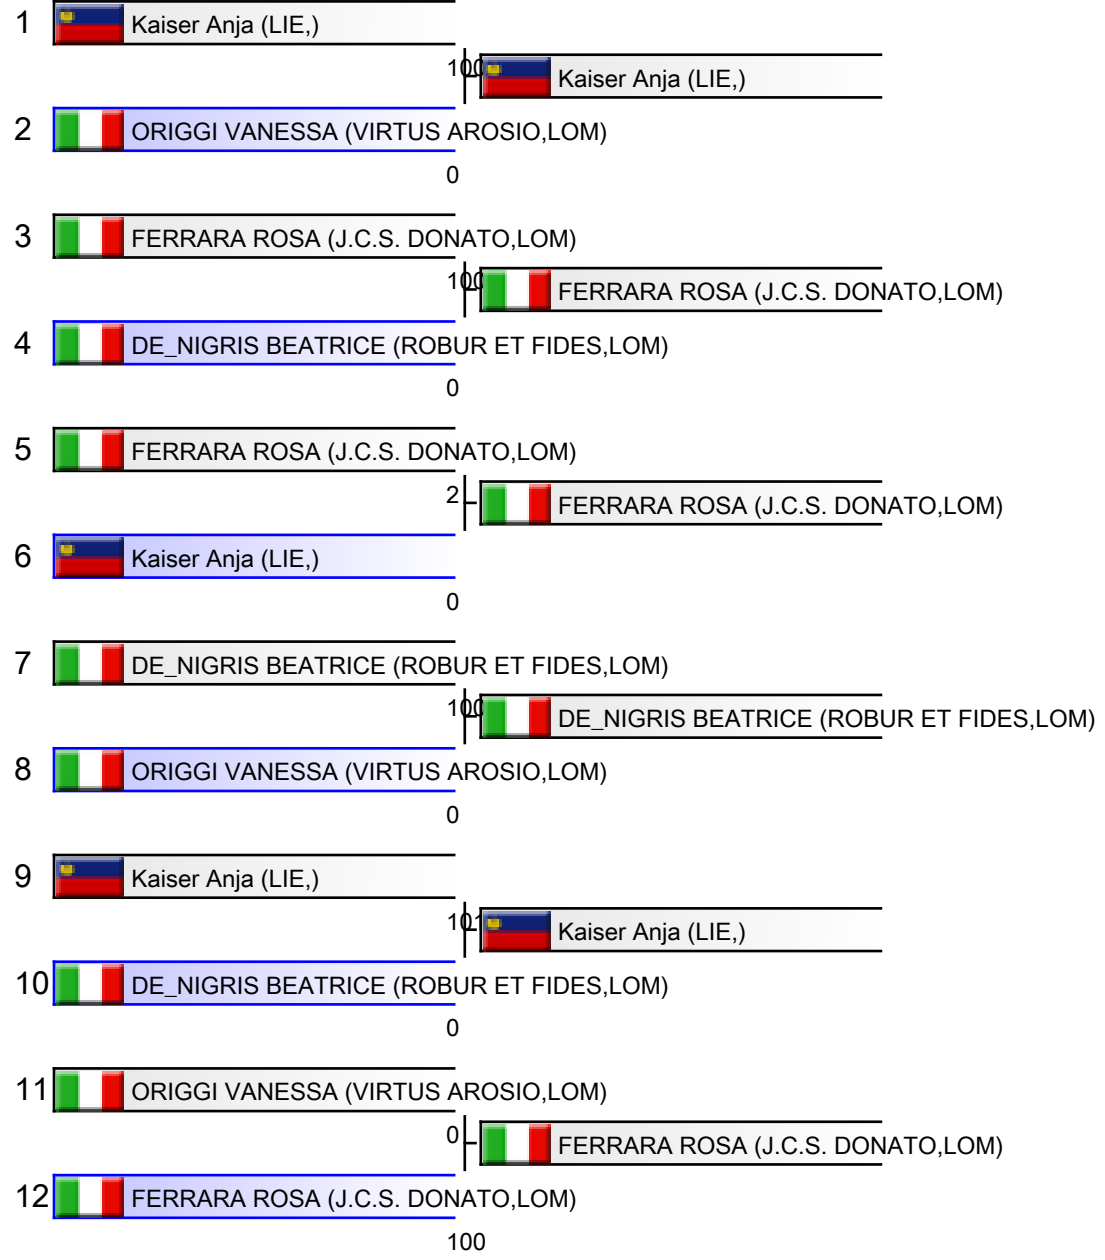 1 Kaiser Anja (LIE,)
100 Kaiser Anja (LIE,)
2 ORIGGI VANESSA (VIRTUS AROSIO,LOM)
0
3 FERRARA ROSA (J.C.S. DONATO,LOM)
100 FERRARA ROSA (J.C.S. DONATO,LOM)
4 DE_NIGRIS BEATRICE (ROBUR ET FIDES,LOM)
0
5 FERRARA ROSA (J.C.S. DONATO,LOM)
2 FERRARA ROSA (J.C.S. DONATO,LOM)
6 Kaiser Anja (LIE,)
0
7 DE_NIGRIS BEATRICE (ROBUR ET FIDES,LOM)
100 DE_NIGRIS BEATRICE (ROBUR ET FIDES,LOM)
8 ORIGGI VANESSA (VIRTUS AROSIO,LOM)
0
9 Kaiser Anja (LIE,)
101 Kaiser Anja (LIE,)
10 DE_NIGRIS BEATRICE (ROBUR ET FIDES,LOM)
0
11 ORIGGI VANESSA (VIRTUS AROSIO,LOM)
0 FERRARA ROSA (J.C.S. DONATO,LOM)
12 FERRARA ROSA (J.C.S. DONATO,LOM)
100